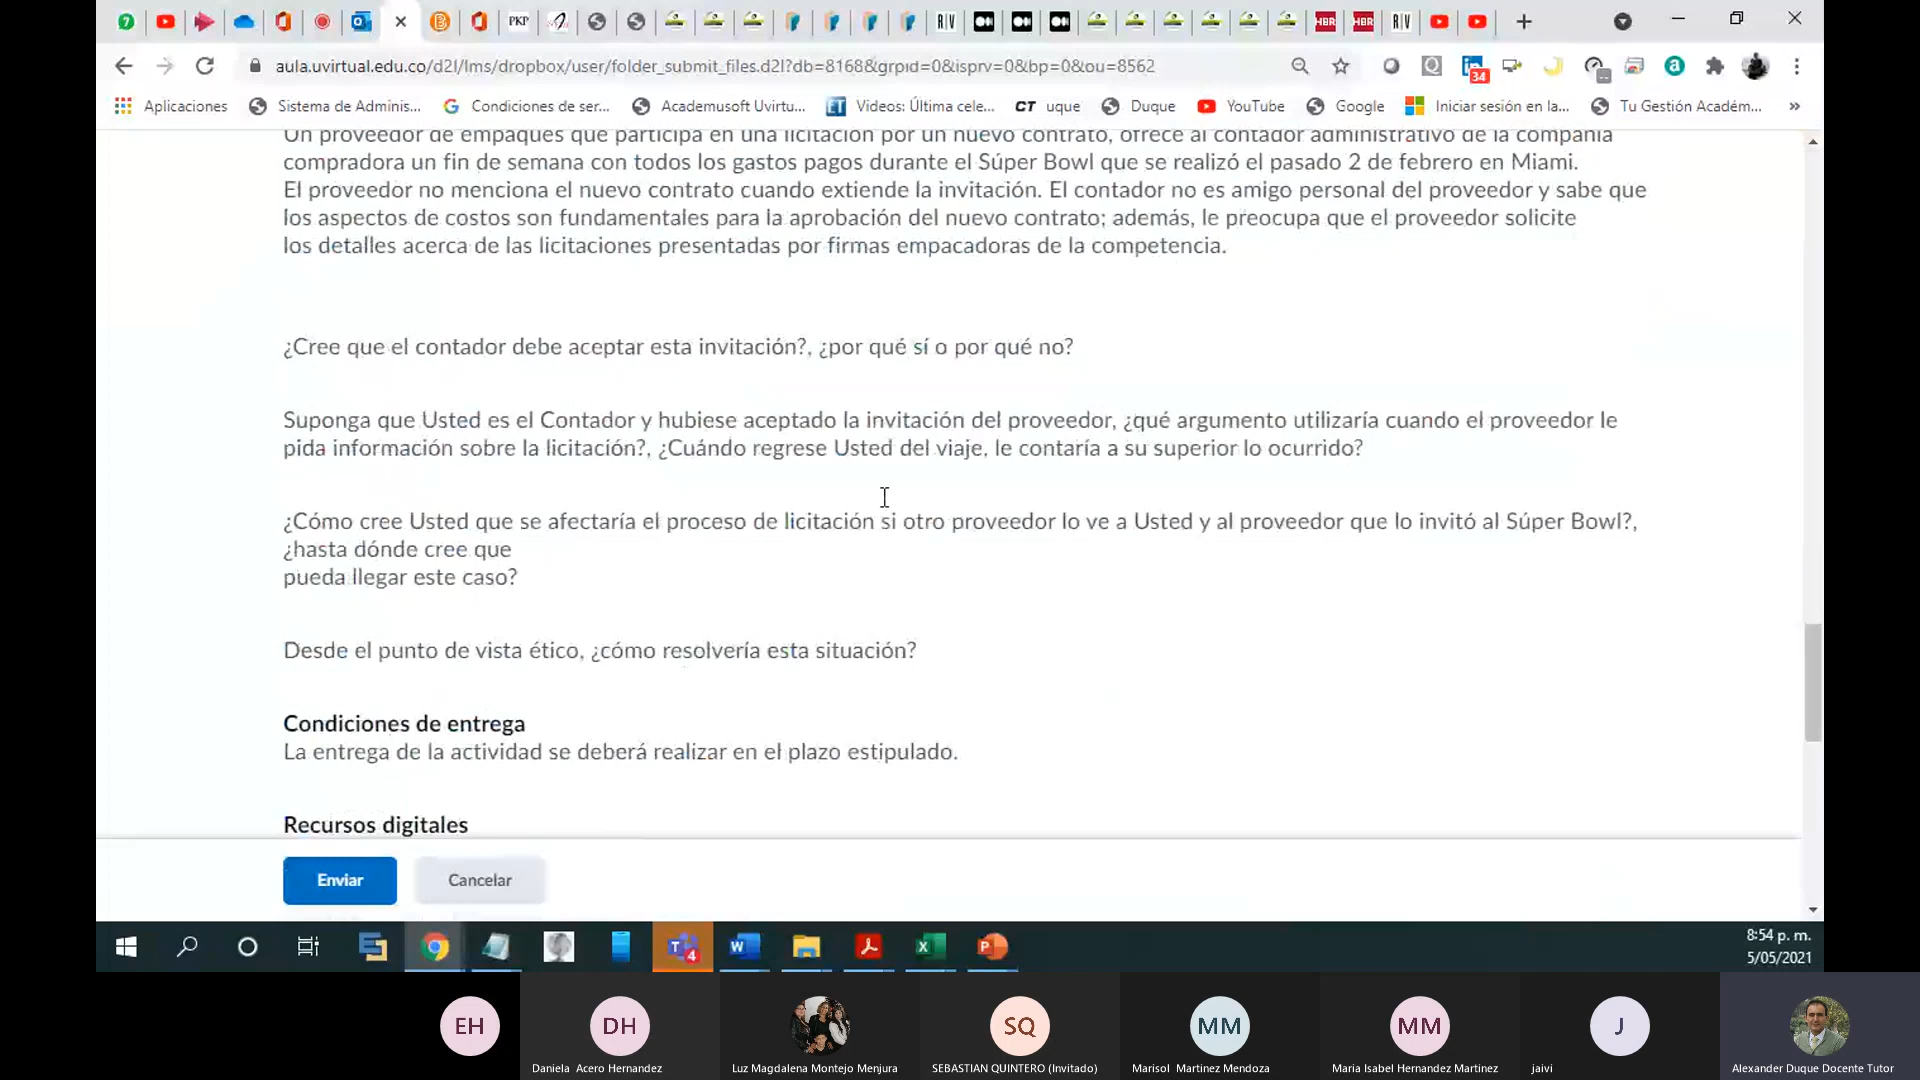 aula.uvirtual.edu.co/d2l/lms/dropbox/user/folder_submit_files.d2l?db=8168&grpid=0&isprv=0&bp=0&ou=8562
34
Aplicaciones Sistema de Adminis... Condiciones de ser... Academusoft Uvirtu... ET Videos: Última cele... CT uque Duque YouTube Google Iniciar sesión en la... Tu Gestión Académ... »
Un proveedor de empaques que participa en una licitación por un nuevo contrato, ofrece al contador administrativo de la compañía
compradora un fin de semana con todos los gastos pagos durante el Súper Bowl que se realizó el pasado 2 de febrero en Miami.
El proveedor no menciona el nuevo contrato cuando extiende la invitación. El contador no es amigo personal del proveedor y sabe que
los aspectos de costos son fundamentales para la aprobación del nuevo contrato; además, le preocupa que el proveedor solicite
los detalles acerca de las licitaciones presentadas por firmas empacadoras de la competencia.
¿Cree que el contador debe aceptar esta invitación?, ¿por qué sí o por qué no?
Suponga que Usted es el Contador y hubiese aceptado la invitación del proveedor, ¿qué argumento utilizaría cuando el proveedor le
pida información sobre la licitación?, ¿Cuándo regrese Usted del viaje, le contaría a su superior lo ocurrido?
¿Cómo cree Usted que se afectaría el proceso de licitación si otro proveedor lo ve a Usted y al proveedor que lo invitó al Súper Bowl?,
¿hasta dónde cree que
pueda llegar este caso?
Desde el punto de vista ético, ¿cómo resolvería esta situación?
Condiciones de entrega
La entrega de la actividad se deberá realizar en el plazo estipulado.
Recursos digitales
Enviar Cancelar
8:54 p. m.
5/05/2021
4
EH DH SQ MM MM J
Daniela Acero Hernandez Luz Magdalena Montejo Menjura SEBASTIAN QUINTERO (Invitado) Marisol Martinez Mendoza Maria Isabel Hernandez Martinez jaivi Alexander Duque Docente Tutor